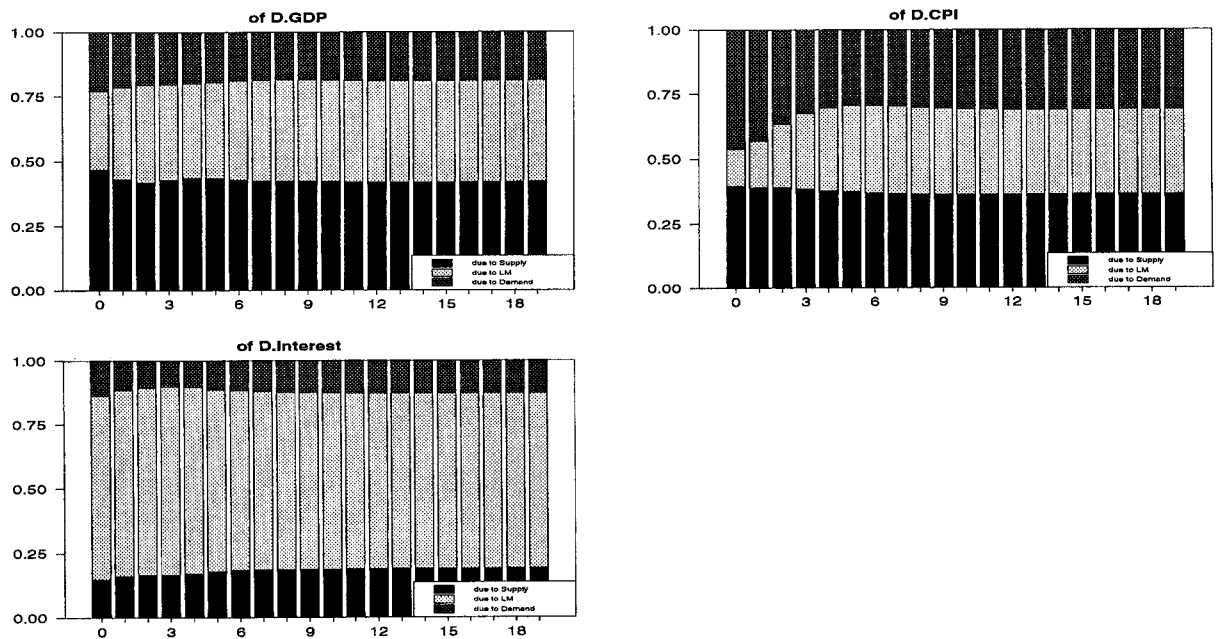 of D.GDP
1.00
0.75
0.50
0.25
0.00
due to Supply
due to LM
due to Demand
0 3 6 9 12 15 18
of D.CPI
1.00
0.75
0.50
0.25
0.00
due to Supply
due to LM
due to Demand
0 3 6 9 12 15 18
of D.Interest
1.00
0.75
0.50
0.25
0.00
due to Supply
due to LM
due to Demand
0 3 6 9 12 15 18